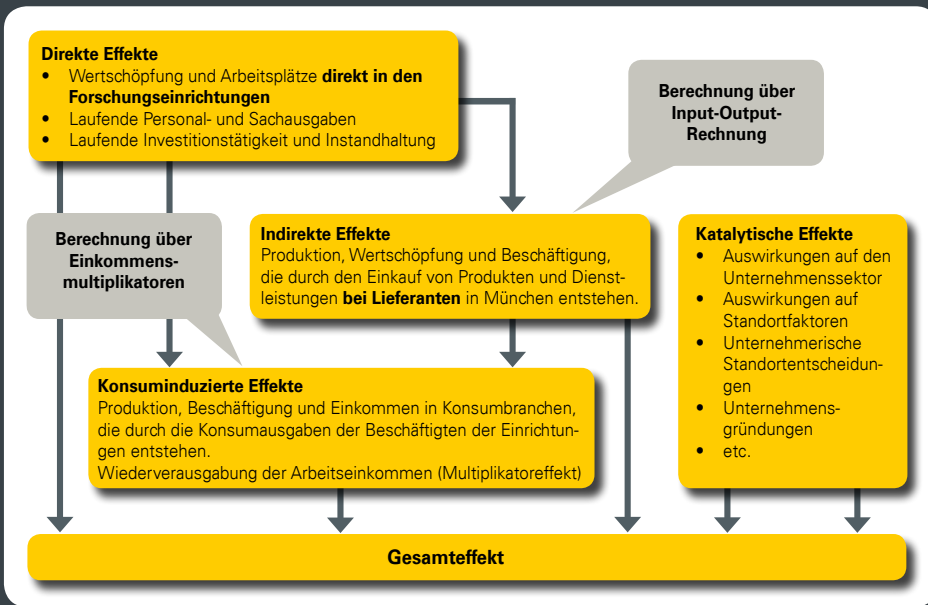 Direkte Effekte
• Wertschöpfung und Arbeitsplätze direkt in den
Forschungseinrichtungen
• Laufende Personal- und Sachausgaben
• Laufende Investitionstätigkeit und Instandhaltung
Berechnung über
Input-Output-
Rechnung
Berechnung über
Einkommens-
multiplikatoren
Indirekte Effekte
Produktion, Wertschöpfung und Beschäftigung,
die durch den Einkauf von Produkten und Dienst-
leistungen bei Lieferanten in München entstehen.
Katalytische Effekte
• Auswirkungen auf den
Unternehmenssektor
• Auswirkungen auf
Standortfaktoren
• Unternehmerische
Standortentscheidun-
gen
• Unternehmens-
gründungen
• etc.
Konsuminduzierte Effekte
Produktion, Beschäftigung und Einkommen in Konsumbranchen,
die durch die Konsumausgaben der Beschäftigten der Einrichtun-
gen entstehen.
Wiederverausgabung der Arbeitseinkommen (Multiplikatoreffekt)
Gesamteffekt